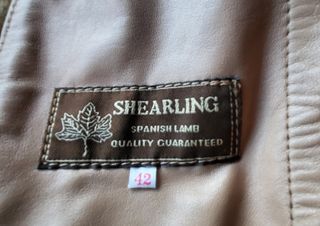 SHEARLING
SPANISH LAMB
QUALITY GUARANTEED
42